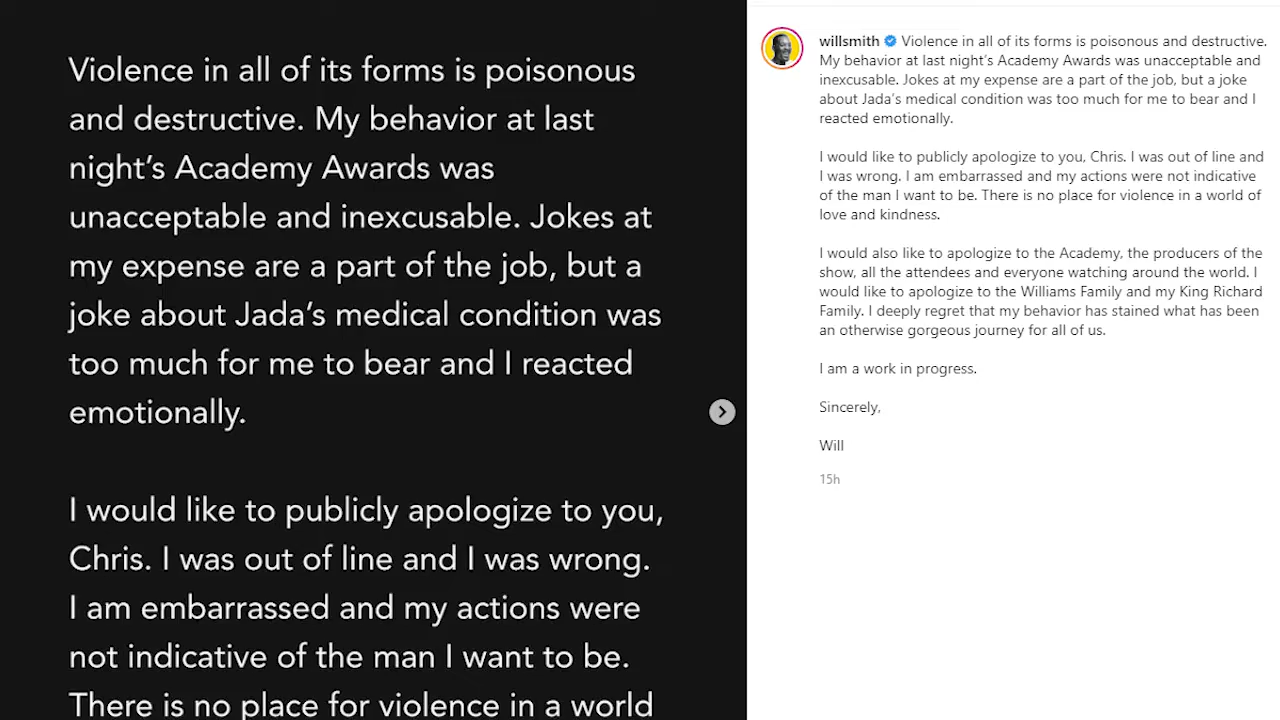 Violence in all of its forms is poisonous
and destructive. My behavior at last
night’s Academy Awards was
unacceptable and inexcusable. Jokes at
my expense are a part of the job, but a
joke about Jada’s medical condition was
too much for me to bear and I reacted
emotionally.
I would like to publicly apologize to you,
Chris. I was out of line and I was wrong.
I am embarrassed and my actions were
not indicative of the man I want to be.
There is no place for violence in a world
willsmith Violence in all of its forms is poisonous and destructive.
My behavior at last night’s Academy Awards was unacceptable and
inexcusable. Jokes at my expense are a part of the job, but a joke
about Jada’s medical condition was too much for me to bear and I
reacted emotionally.
I would like to publicly apologize to you, Chris. I was out of line and
I was wrong. I am embarrassed and my actions were not indicative
of the man I want to be. There is no place for violence in a world of
love and kindness.
I would also like to apologize to the Academy, the producers of the
show, all the attendees and everyone watching around the world. I
would like to apologize to the Williams Family and my King Richard
Family. I deeply regret that my behavior has stained what has been
an otherwise gorgeous journey for all of us.
I am a work in progress.
Sincerely,
Will
15h